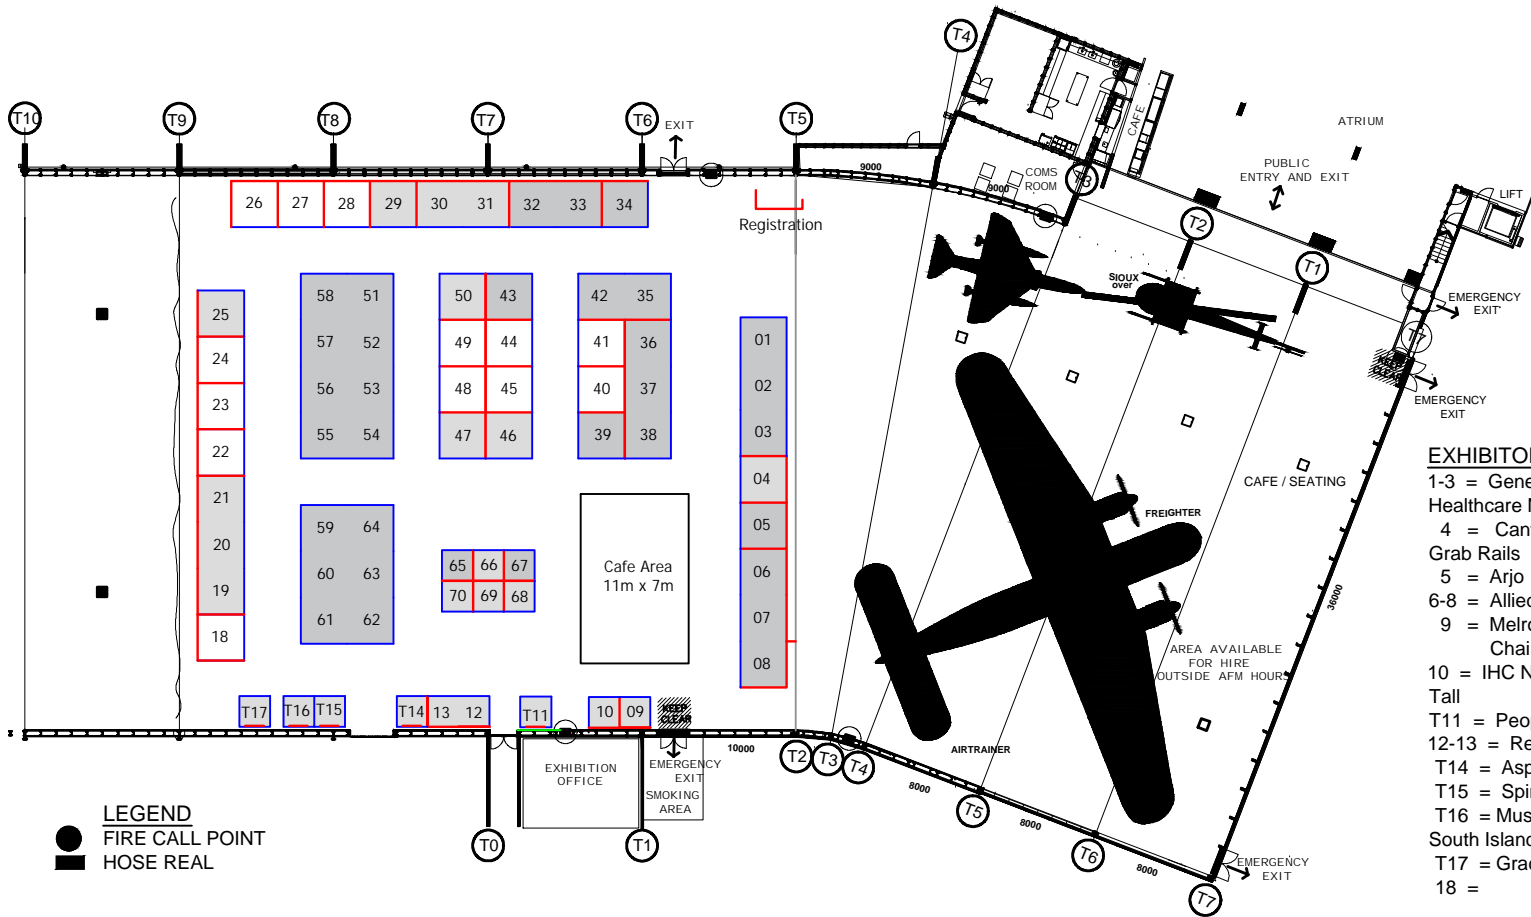 T4
T10
T9
T8
T7
T6
EXIT
T5
ATRIUM
CAFE
PUBLIC
ENTRY AND EXIT
9000
COMS
ROOM
9000
LIFT
26 27 28 29 30 31 32 33 34
Registration
T2
T1
SIOUX
over
EMERGENCY
EXIT
T7
KEEP
CLEAR
EMERGENCY
EXIT
58 51
50 43
42 35
25
01
57 52
49 44
41 36
24
02
56 53
48 45
40 37
23
03
55 54
47 46
39 38
22
04
CAFE / SEATING
21
05
FREIGHTER
59 64
20
65 66 67
Cafe Area
11m x 7m
06
60 63
19
70 69 68
07
61 62
18
08
36000
AREA AVAILABLE
FOR HIRE
OUTSIDE AFM HOURS
T17
T16 T15
T14 13 12
T11
10 09
KEEP
CLEAR
10000
T2
T3
T4
AIRTRAINER
EXHIBITION
OFFICE
EMERGENCY
EXIT
SMOKING
AREA
8000
T5
8000
T6
8000
T7
EMERGENCY
EXIT
T0
T1
LEGEND
FIRE CALL POINT
HOSE REAL
1-3 = Gene
Healthcare
4 = Can
Grab Rails
5 = Arjo
6-8 = Allied
9 = Melro
Chai
10 = IHC N
Tall
T11 = Peo
12-13 = Re
T14 = Asp
T15 = Spi
T16 = Mus
South Island
T17 = Grac
18 =